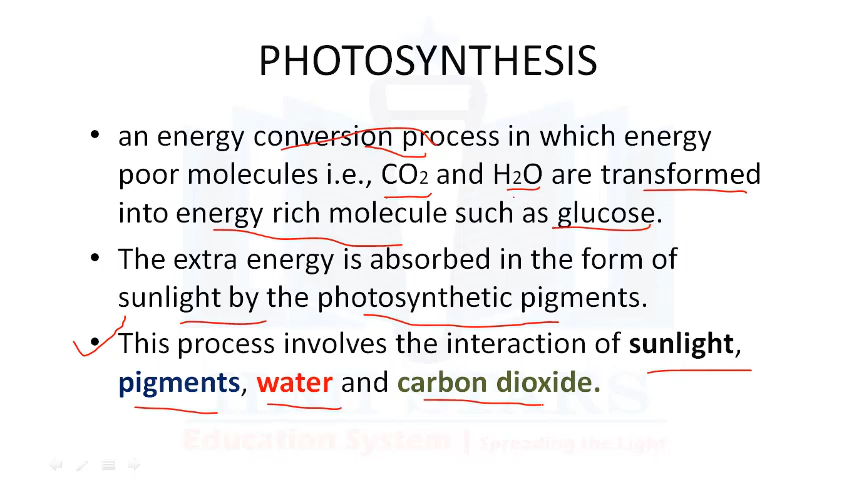 PHOTOSYNTHESIS
• an energy conversion process in which energy
poor molecules i.e., CO2 and H2O are transformed
into energy rich molecule such as glucose.
• The extra energy is absorbed in the form of
sunlight by the photosynthetic pigments.
• This process involves the interaction of sunlight,
pigments, water and carbon dioxide.
Education System | Spreading the Light